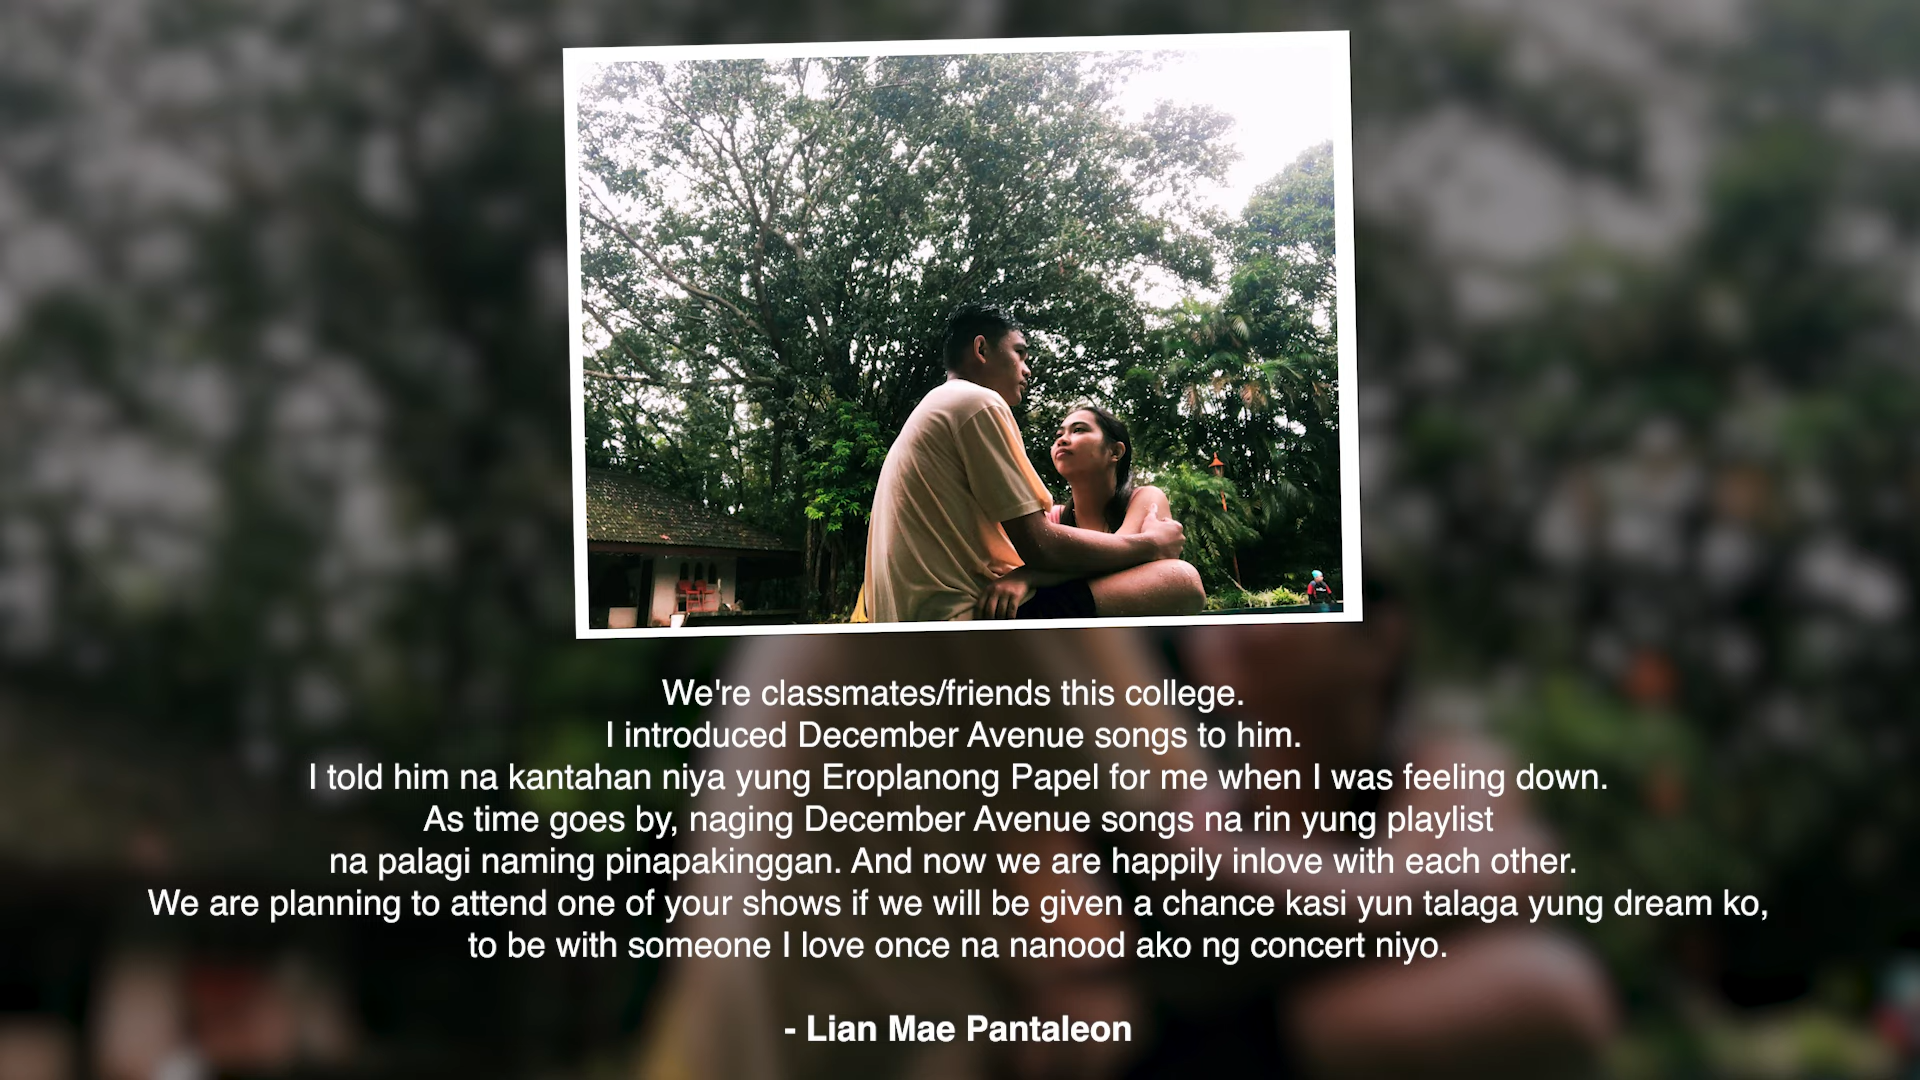 We're classmates/friends this college.
I introduced December Avenue songs to him.
I told him na kantahan niya yung Eroplanong Papel for me when I was feeling down.
As time goes by, naging December Avenue songs na rin yung playlist
na palagi naming pinapakinggan. And now we are happily inlove with each other.
We are planning to attend one of your shows if we will be given a chance kasi yun talaga yung dream ko,
to be with someone I love once na nanood ako ng concert niyo.
- Lian Mae Pantaleon